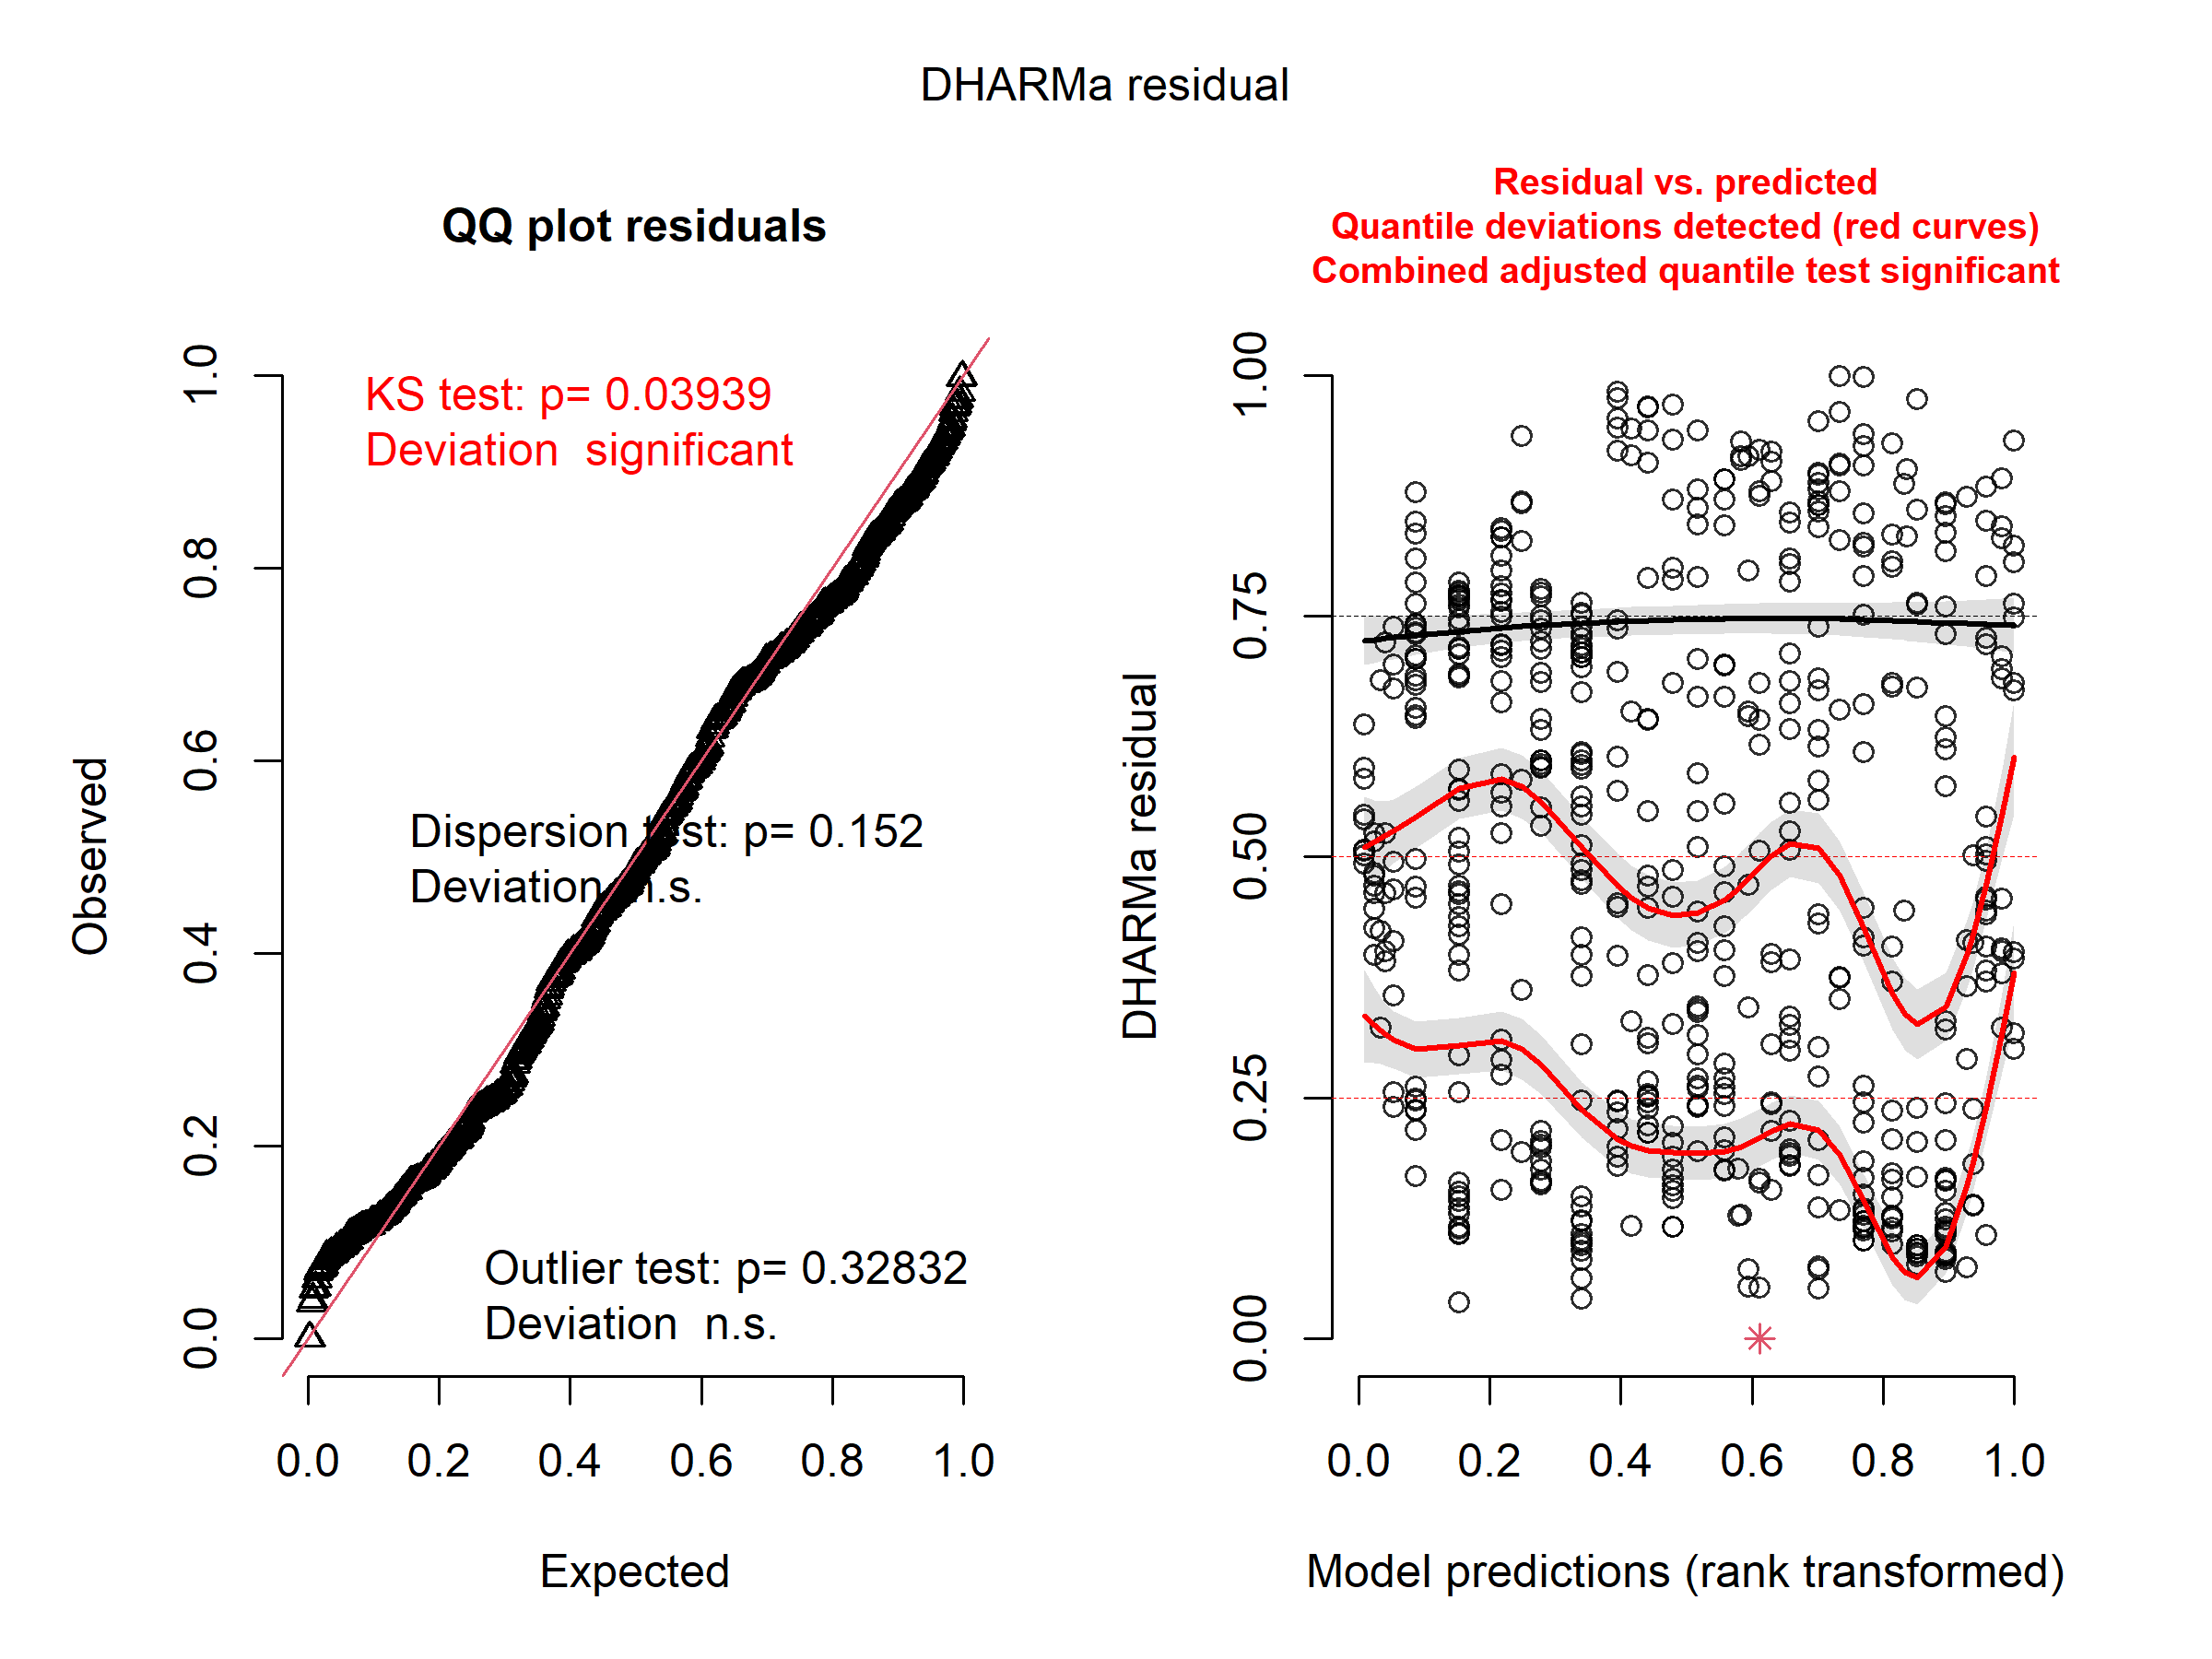 DHARMa residual
QQ plot residuals
KS test: p= 0.03939
Deviation  significant
Dispersion test: p= 0.152
Deviation n.s.
Outlier test: p= 0.32832
Deviation  n.s.
Observed
0.0
0.2
0.4
0.6
0.8
1.0
0.0 0.2 0.4 0.6 0.8 1.0
Expected
Residual vs. predicted
Quantile deviations detected (red curves)
Combined adjusted quantile test significant
DHARMa residual
0.00
0.25
0.50
0.75
1.00
0.0 0.2 0.4 0.6 0.8 1.0
Model predictions (rank transformed)